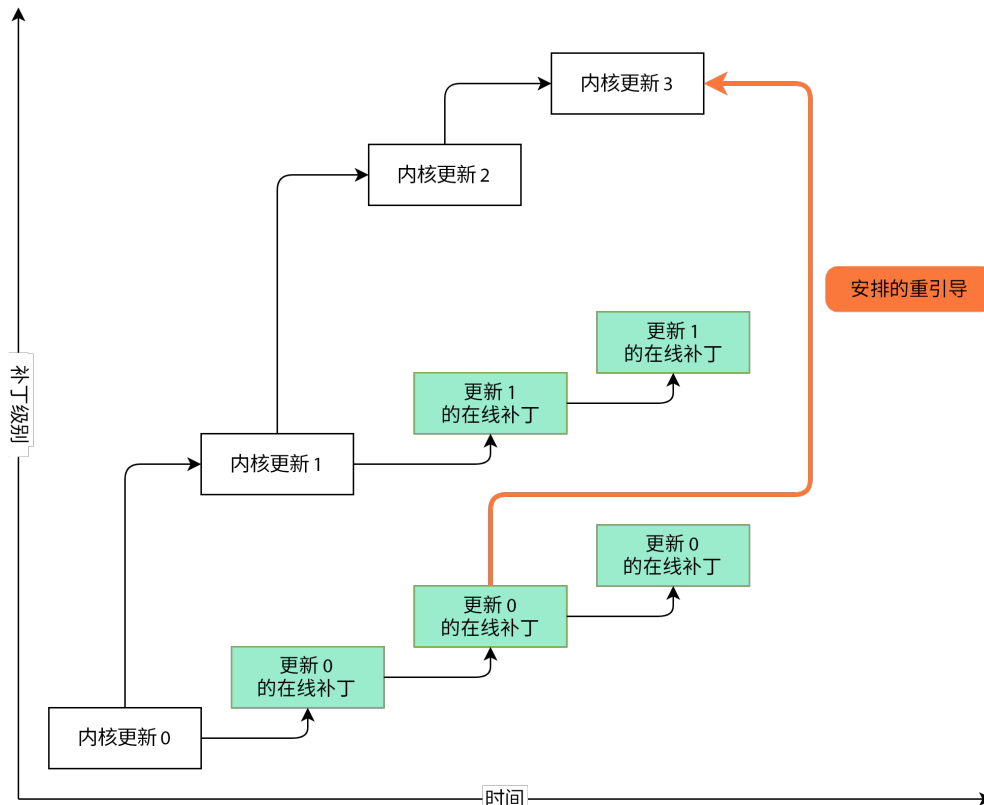 内核更新 3
内核更新 2
安排的重引导
更新 1
的在线补丁
更新 1
的在线补丁
补丁级别
内核更新 1
更新 0
的在线补丁
更新 0
的在线补丁
更新 0
的在线补丁
内核更新 0
时间